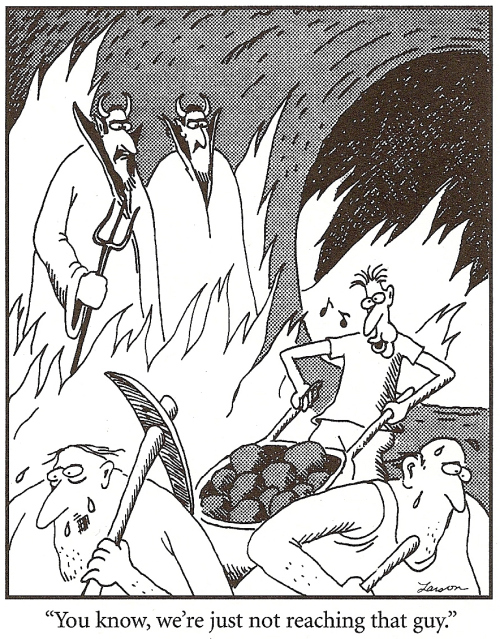 Larson
“You know, we’re just not reaching that guy.”